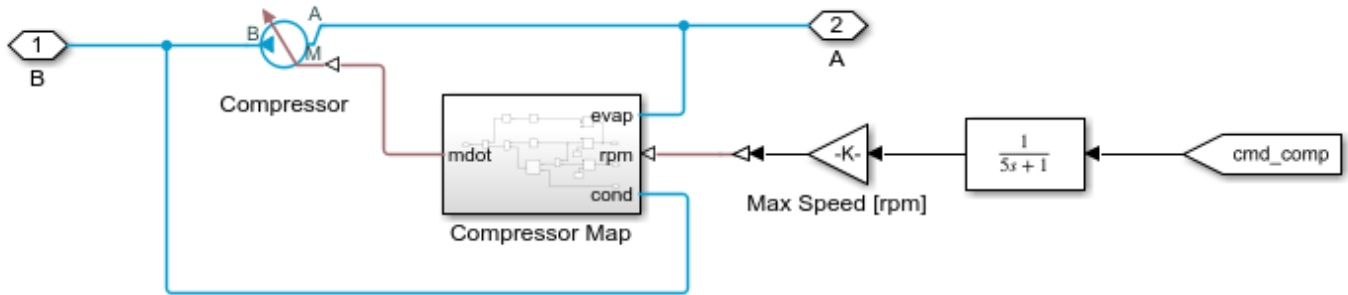 1
B
B
A
M
Compressor
2
A
evap
mdot
rpm
cond
Compressor Map
-K-
Max Speed [rpm]
1
5s + 1
cmd_comp